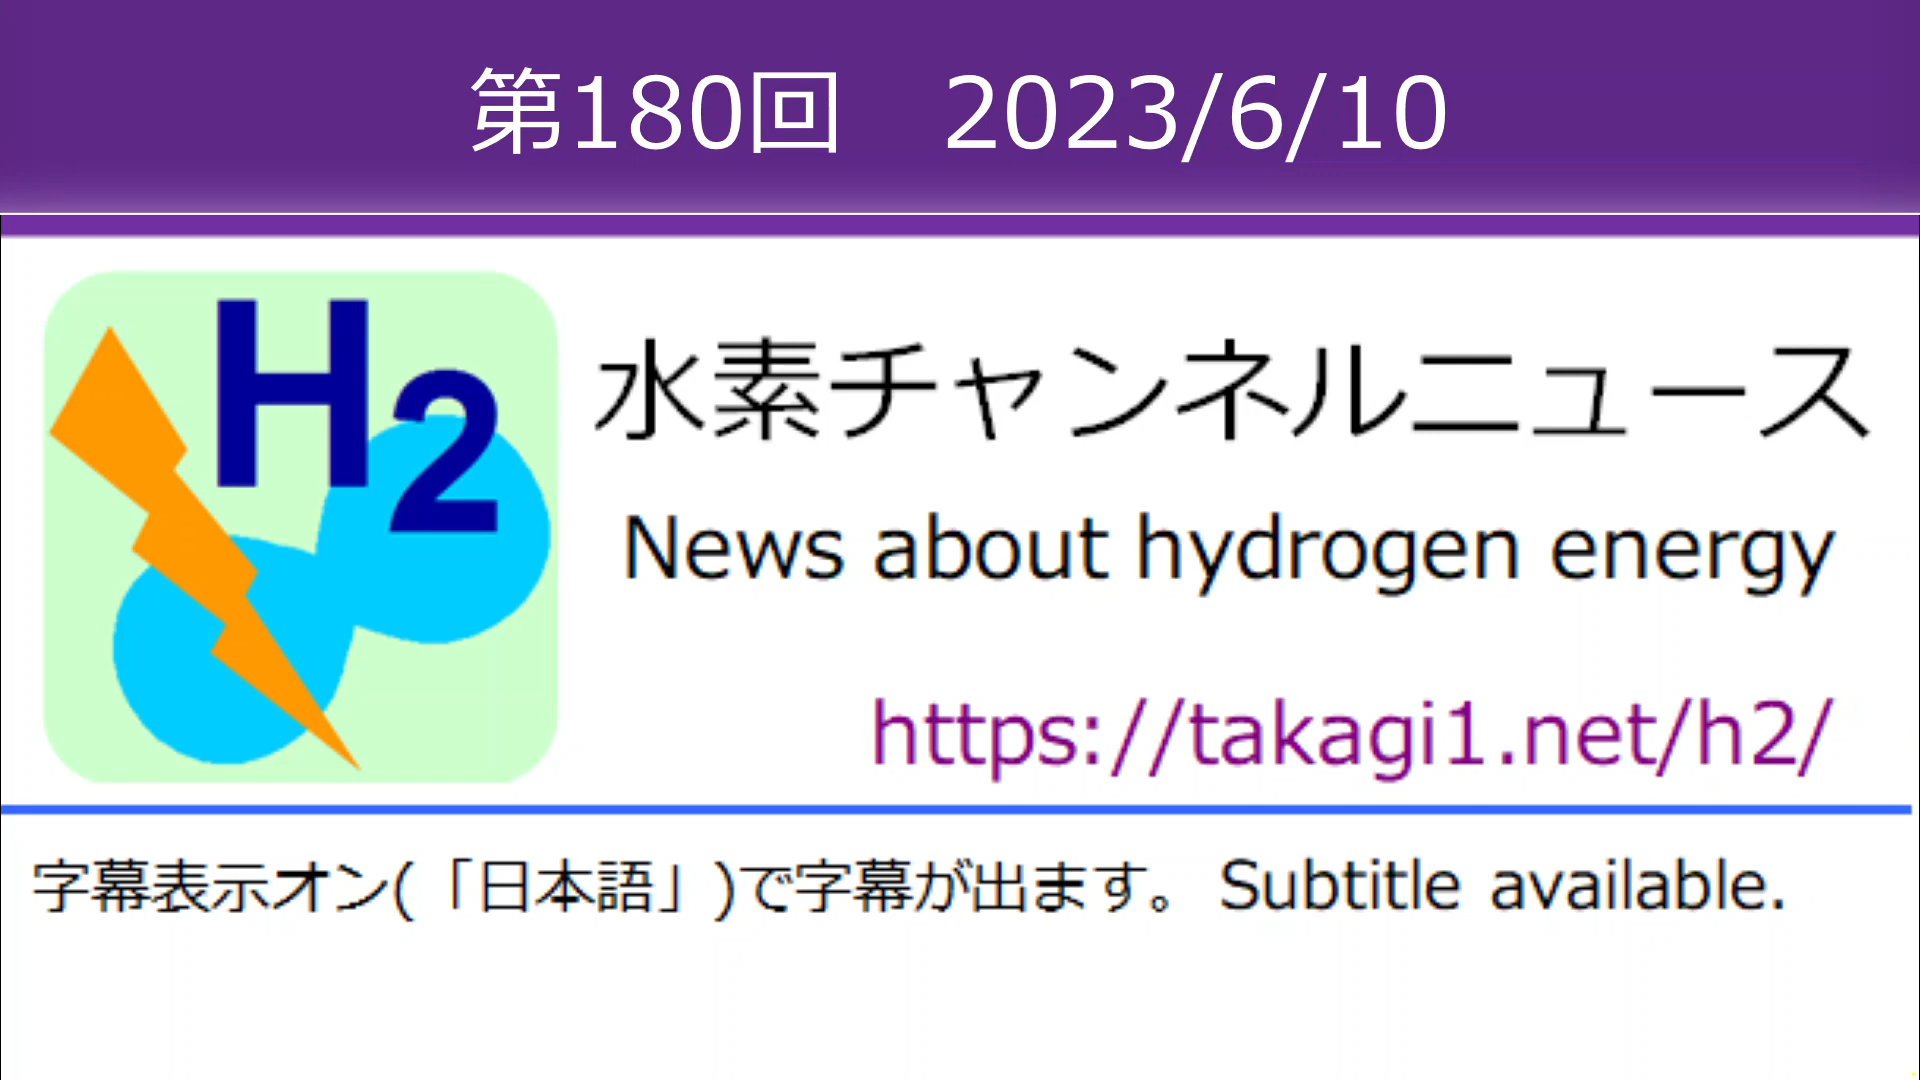 第180回　2023/6/10
H2
水素チャンネルニュース
News about hydrogen energy
https://takagi1.net/h2/
字幕表示オン(「日本語」)で字幕が出ます。 Subtitle available.